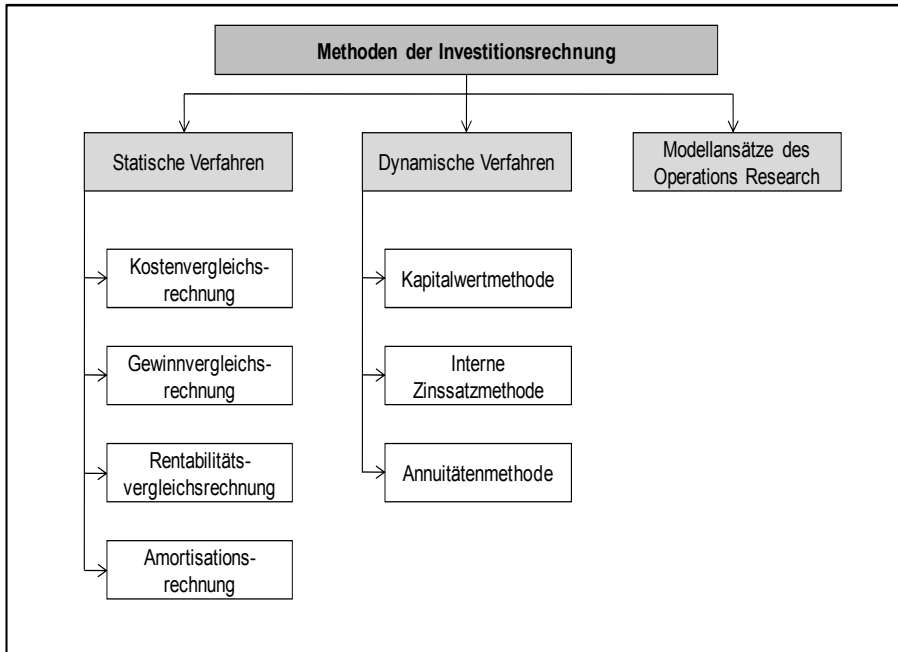 Methoden der Investitionsrechnung
Statische Verfahren
Kostenvergleichs-
rechnung
Gewinnvergleichs-
rechnung
Rentabilitäts-
vergleichsrechnung
Amortisations-
rechnung
Dynamische Verfahren
Kapitalwertmethode
Interne
Zinssatzmethode
Annuitätenmethode
Modellansätze des
Operations Research